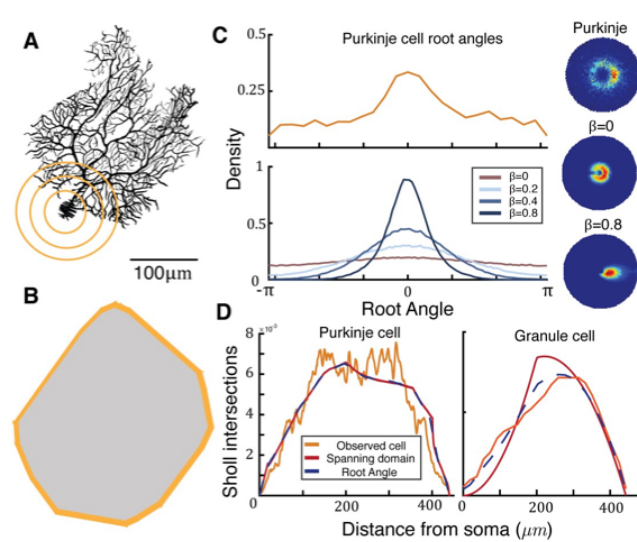 A
100μm
B
C
Purkinje cell root angles
0.5
0.25
Density
1
0.5
0
β=0
β=0.2
β=0.4
β=0.8
-π
0
π
Root Angle
Purkinje
β=0
β=0.8
D
8
×10⁻³
6
4
2
0
Sholl intersections
Purkinje cell
Observed cell
Spanning domain
Root Angle
0
200
400
Granule cell
0
200
400
Distance from soma (μm)